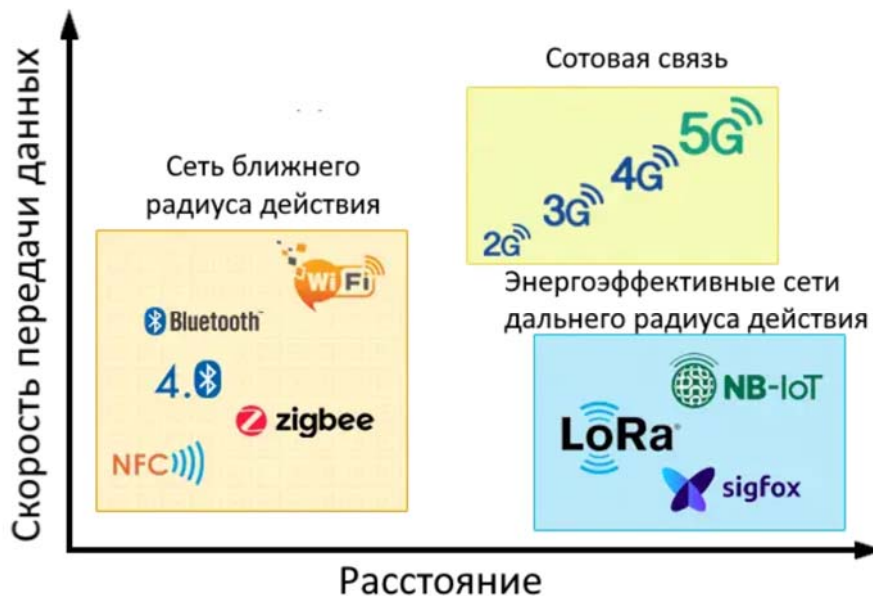 Скорость передачи данных
Сотовая связь
5G
4G
3G
2G
Сеть ближнего
радиуса действия
WiFi
Bluetooth
4.0
zigbee
NFC
Энергоэффективные сети
дальнего радиуса действия
NB-IoT
LoRa
sigfox
Расстояние